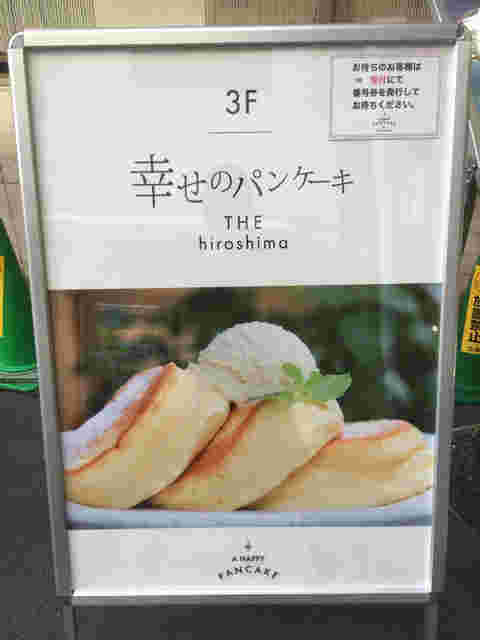 お待ちのお客様は
⇒ 受付にて
番号券を発行して
お待ちください。
3F
幸せのパンケーキ
THE
hiroshima
A HAPPY
PANCAKE